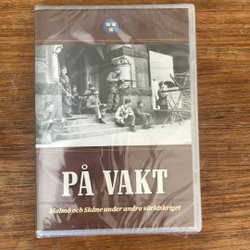 PÅ VAKT
Malmö och Skåne under andra världskriget